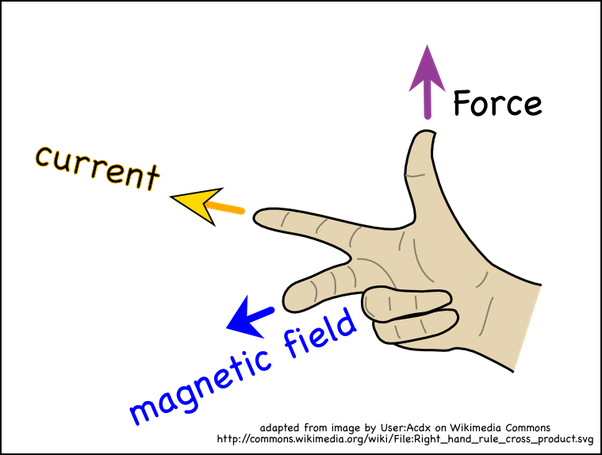 Force
current
magnetic field
adapted from image by User:Acdx on Wikimedia Commons
http://commons.wikimedia.org/wiki/File:Right_hand_rule_cross_product.svg